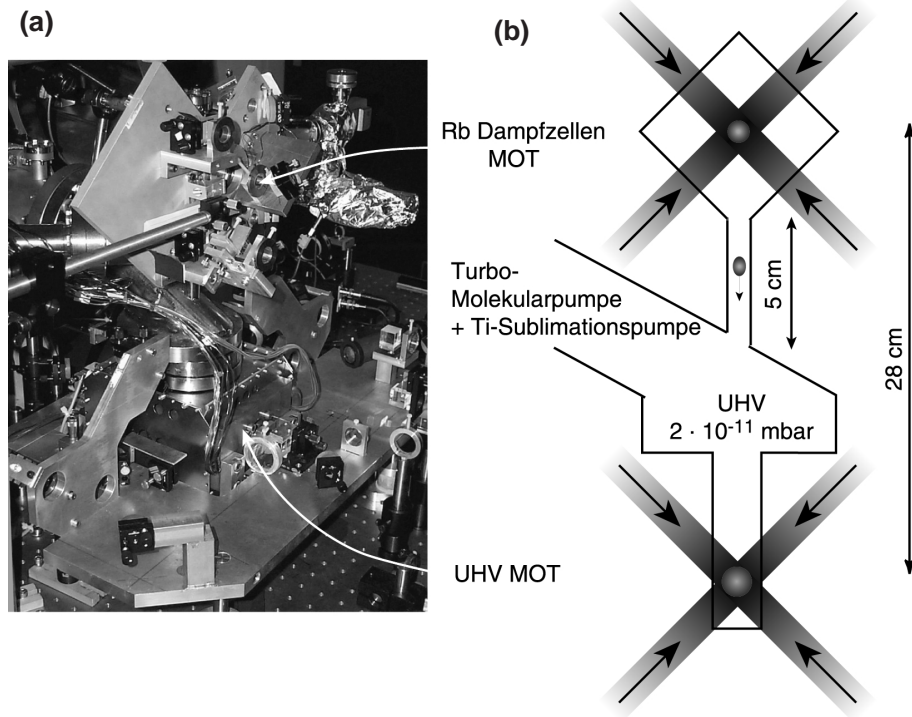 (a)
(b)
Rb Dampfzellen
MOT
Turbo-
Molekularpumpe
+ Ti-Sublimationspumpe
5 cm
28 cm
UHV
2 · 10⁻¹¹ mbar
UHV MOT